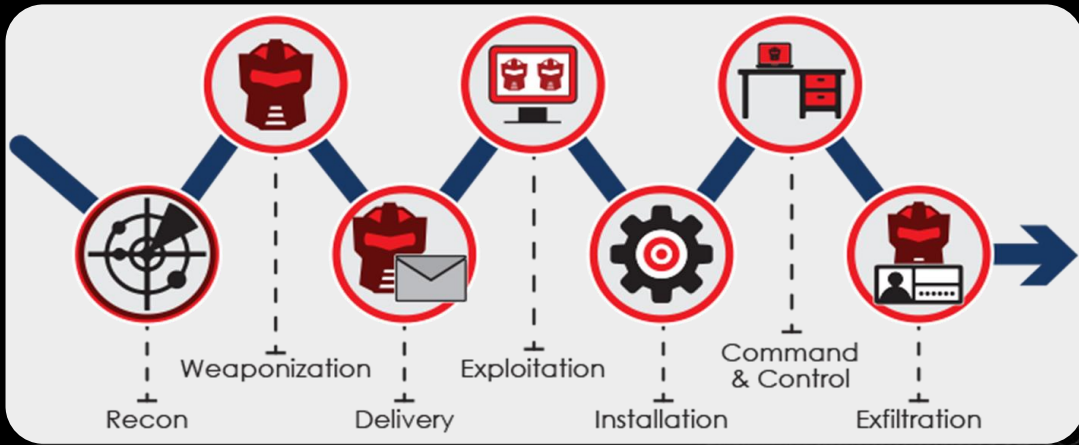 Recon
Weaponization
Delivery
Exploitation
Installation
Command
& Control
Exfiltration